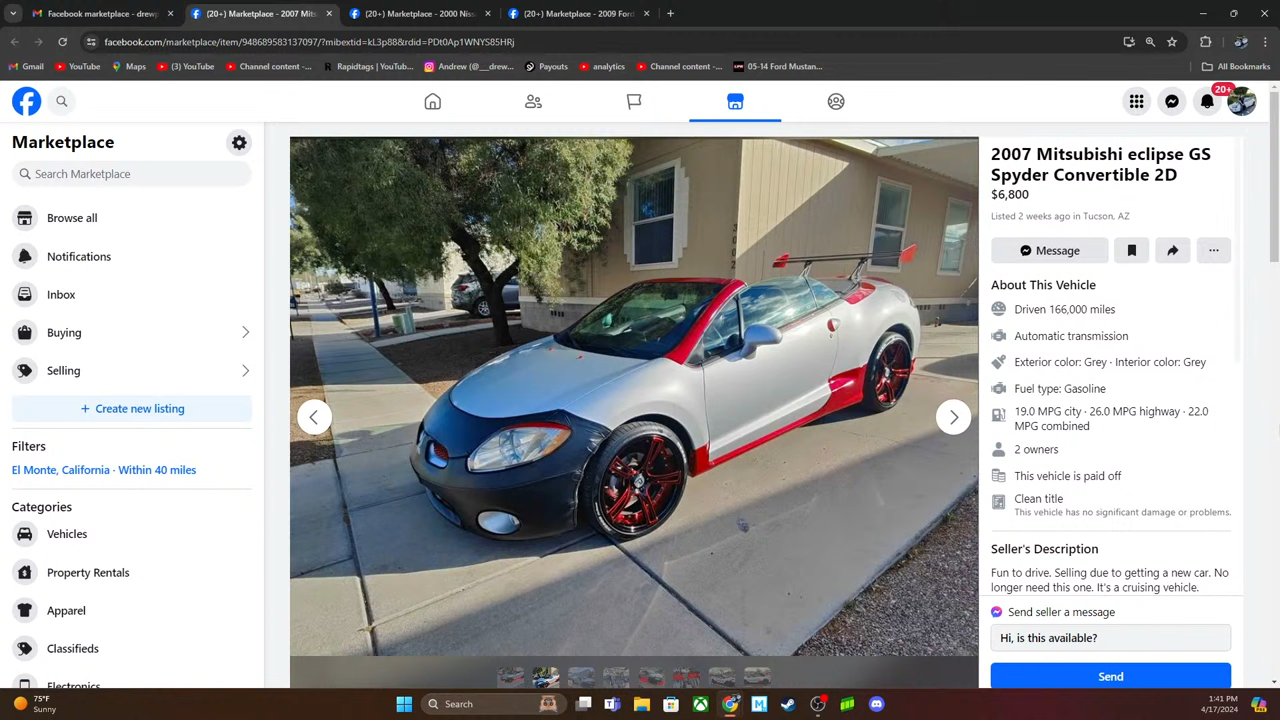 Facebook marketplace - drewp
(20+) Marketplace - 2007 Mits
(20+) Marketplace - 2000 Niss
(20+) Marketplace - 2009 Ford
facebook.com/marketplace/item/948689583137097/?mibextid=kL3p88&rdid=PDt0Ap1WNYS85HRj
Gmail
YouTube
Maps
(3) YouTube
Channel content -...
Rapidtags | YouTub...
Andrew (@___drew...
Payouts
analytics
Channel content -...
05-14 Ford Mustan...
All Bookmarks
20+
Marketplace
Search Marketplace
Browse all
Notifications
Inbox
Buying
Selling
+ Create new listing
Filters
El Monte, California · Within 40 miles
Categories
Vehicles
Property Rentals
Apparel
Classifieds
Electronics
2007 Mitsubishi eclipse GS
Spyder Convertible 2D
$6,800
Listed 2 weeks ago in Tucson, AZ
Message
About This Vehicle
Driven 166,000 miles
Automatic transmission
Exterior color: Grey · Interior color: Grey
Fuel type: Gasoline
19.0 MPG city · 26.0 MPG highway · 22.0
MPG combined
2 owners
This vehicle is paid off
Clean title
This vehicle has no significant damage or problems.
Seller's Description
Fun to drive. Selling due to getting a new car. No
longer need this one. It's a cruising vehicle.
Send seller a message
Hi, is this available?
Send
75°F
Sunny
Search
1:41 PM
4/17/2024